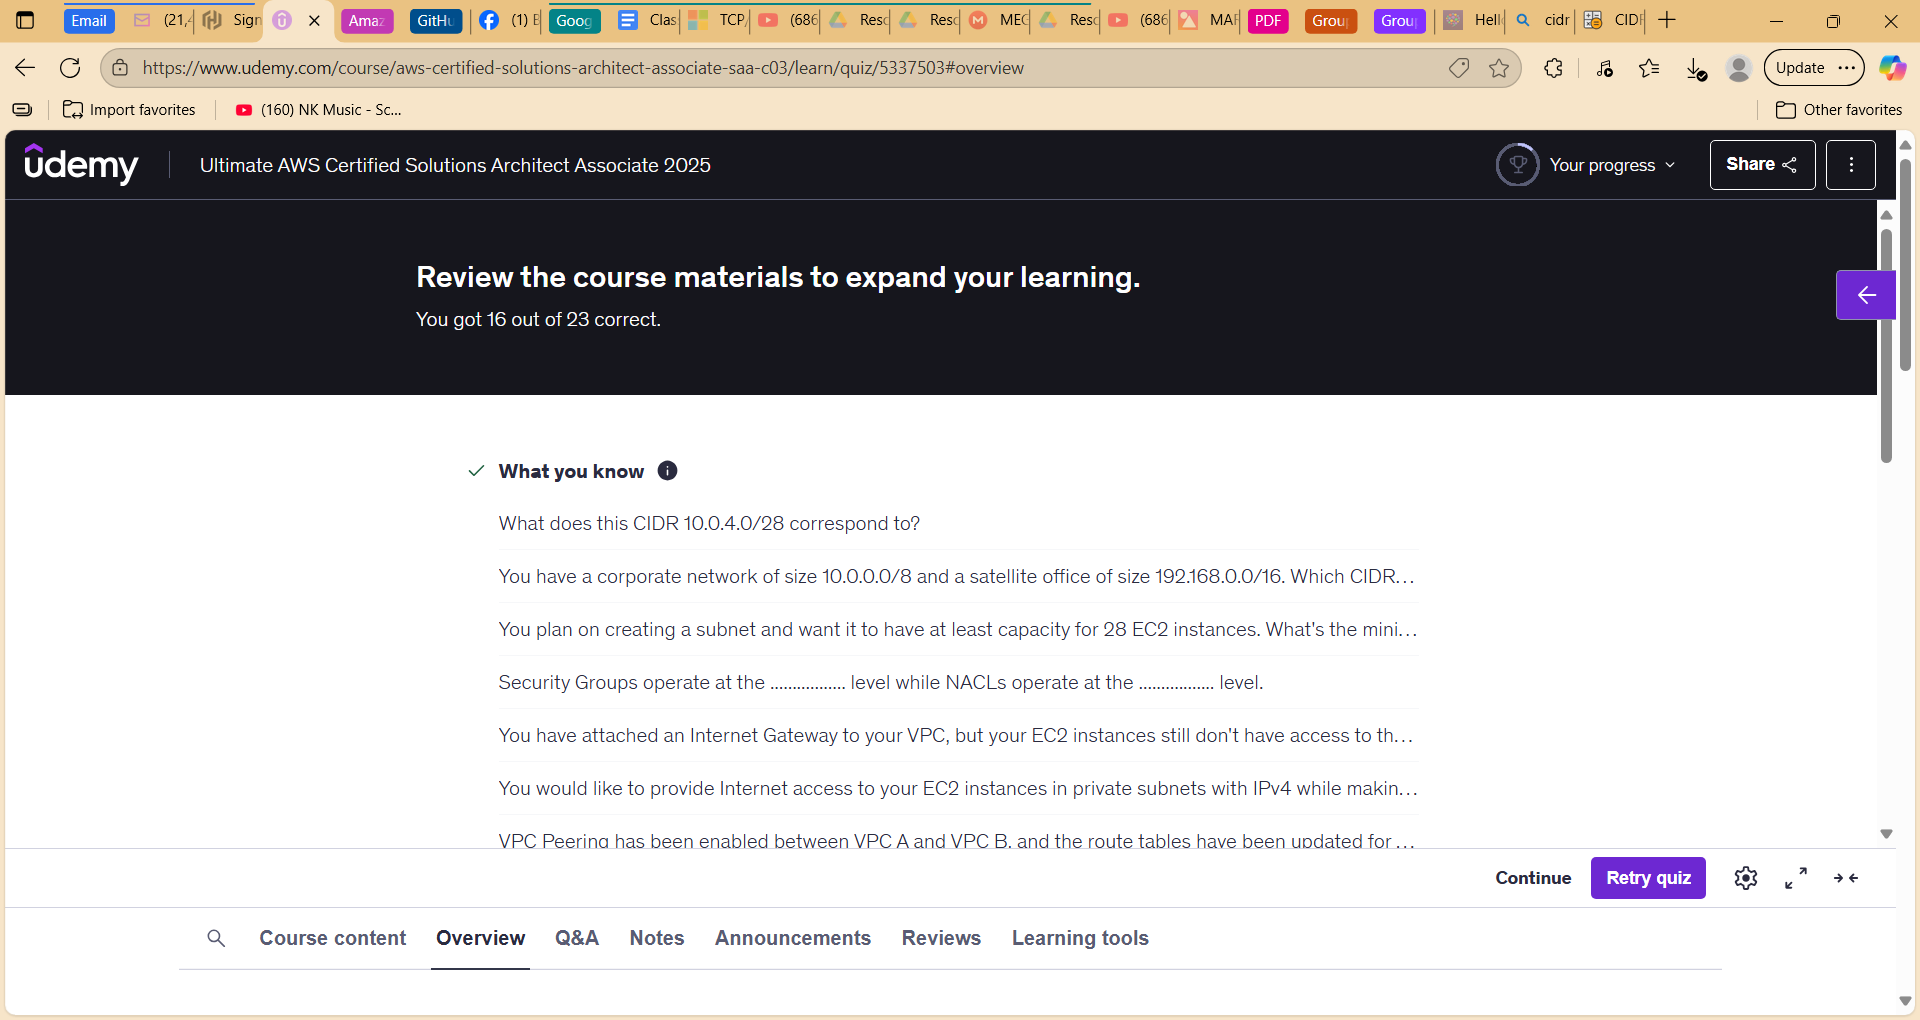 Email
(21,
Sign
Amaz
GitHu
(1)
Goog
Clas
TCP/
(686
Reso
Reso
MEG
Reso
(686
MAR
PDF
Grou
Grou
Hell
cidr
CIDR
https://www.udemy.com/course/aws-certified-solutions-architect-associate-saa-c03/learn/quiz/5337503#overview
Update
Import favorites
(160) NK Music - Sc...
Other favorites
udemy
Ultimate AWS Certified Solutions Architect Associate 2025
Your progress
Share
Review the course materials to expand your learning.
You got 16 out of 23 correct.
What you know
What does this CIDR 10.0.4.0/28 correspond to?
You have a corporate network of size 10.0.0.0/8 and a satellite office of size 192.168.0.0/16. Which CIDR...
You plan on creating a subnet and want it to have at least capacity for 28 EC2 instances. What's the mini...
Security Groups operate at the ................. level while NACLs operate at the ................. level.
You have attached an Internet Gateway to your VPC, but your EC2 instances still don't have access to th...
You would like to provide Internet access to your EC2 instances in private subnets with IPv4 while makin...
VPC Peering has been enabled between VPC A and VPC B, and the route tables have been updated for ...
Continue
Retry quiz
Course content
Overview
Q&A
Notes
Announcements
Reviews
Learning tools